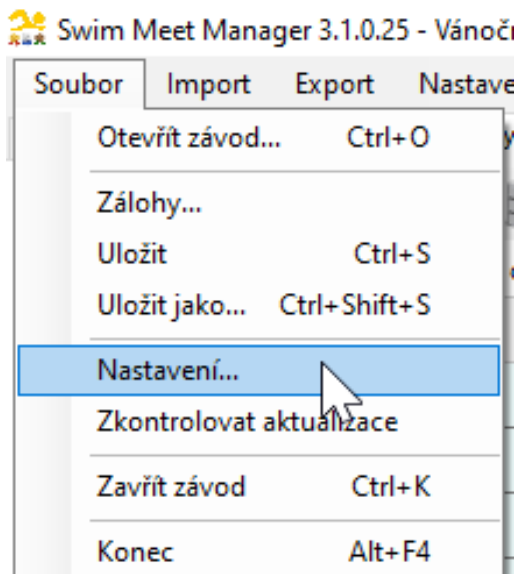 Swim Meet Manager 3.1.0.25 - Vánoč
Soubor Import Export Nastave
Otevřít závod... Ctrl+O
Zálohy...
Uložit Ctrl+S
Uložit jako... Ctrl+Shift+S
Nastavení...
Zkontrolovat aktualizace
Zavřít závod Ctrl+K
Konec Alt+F4